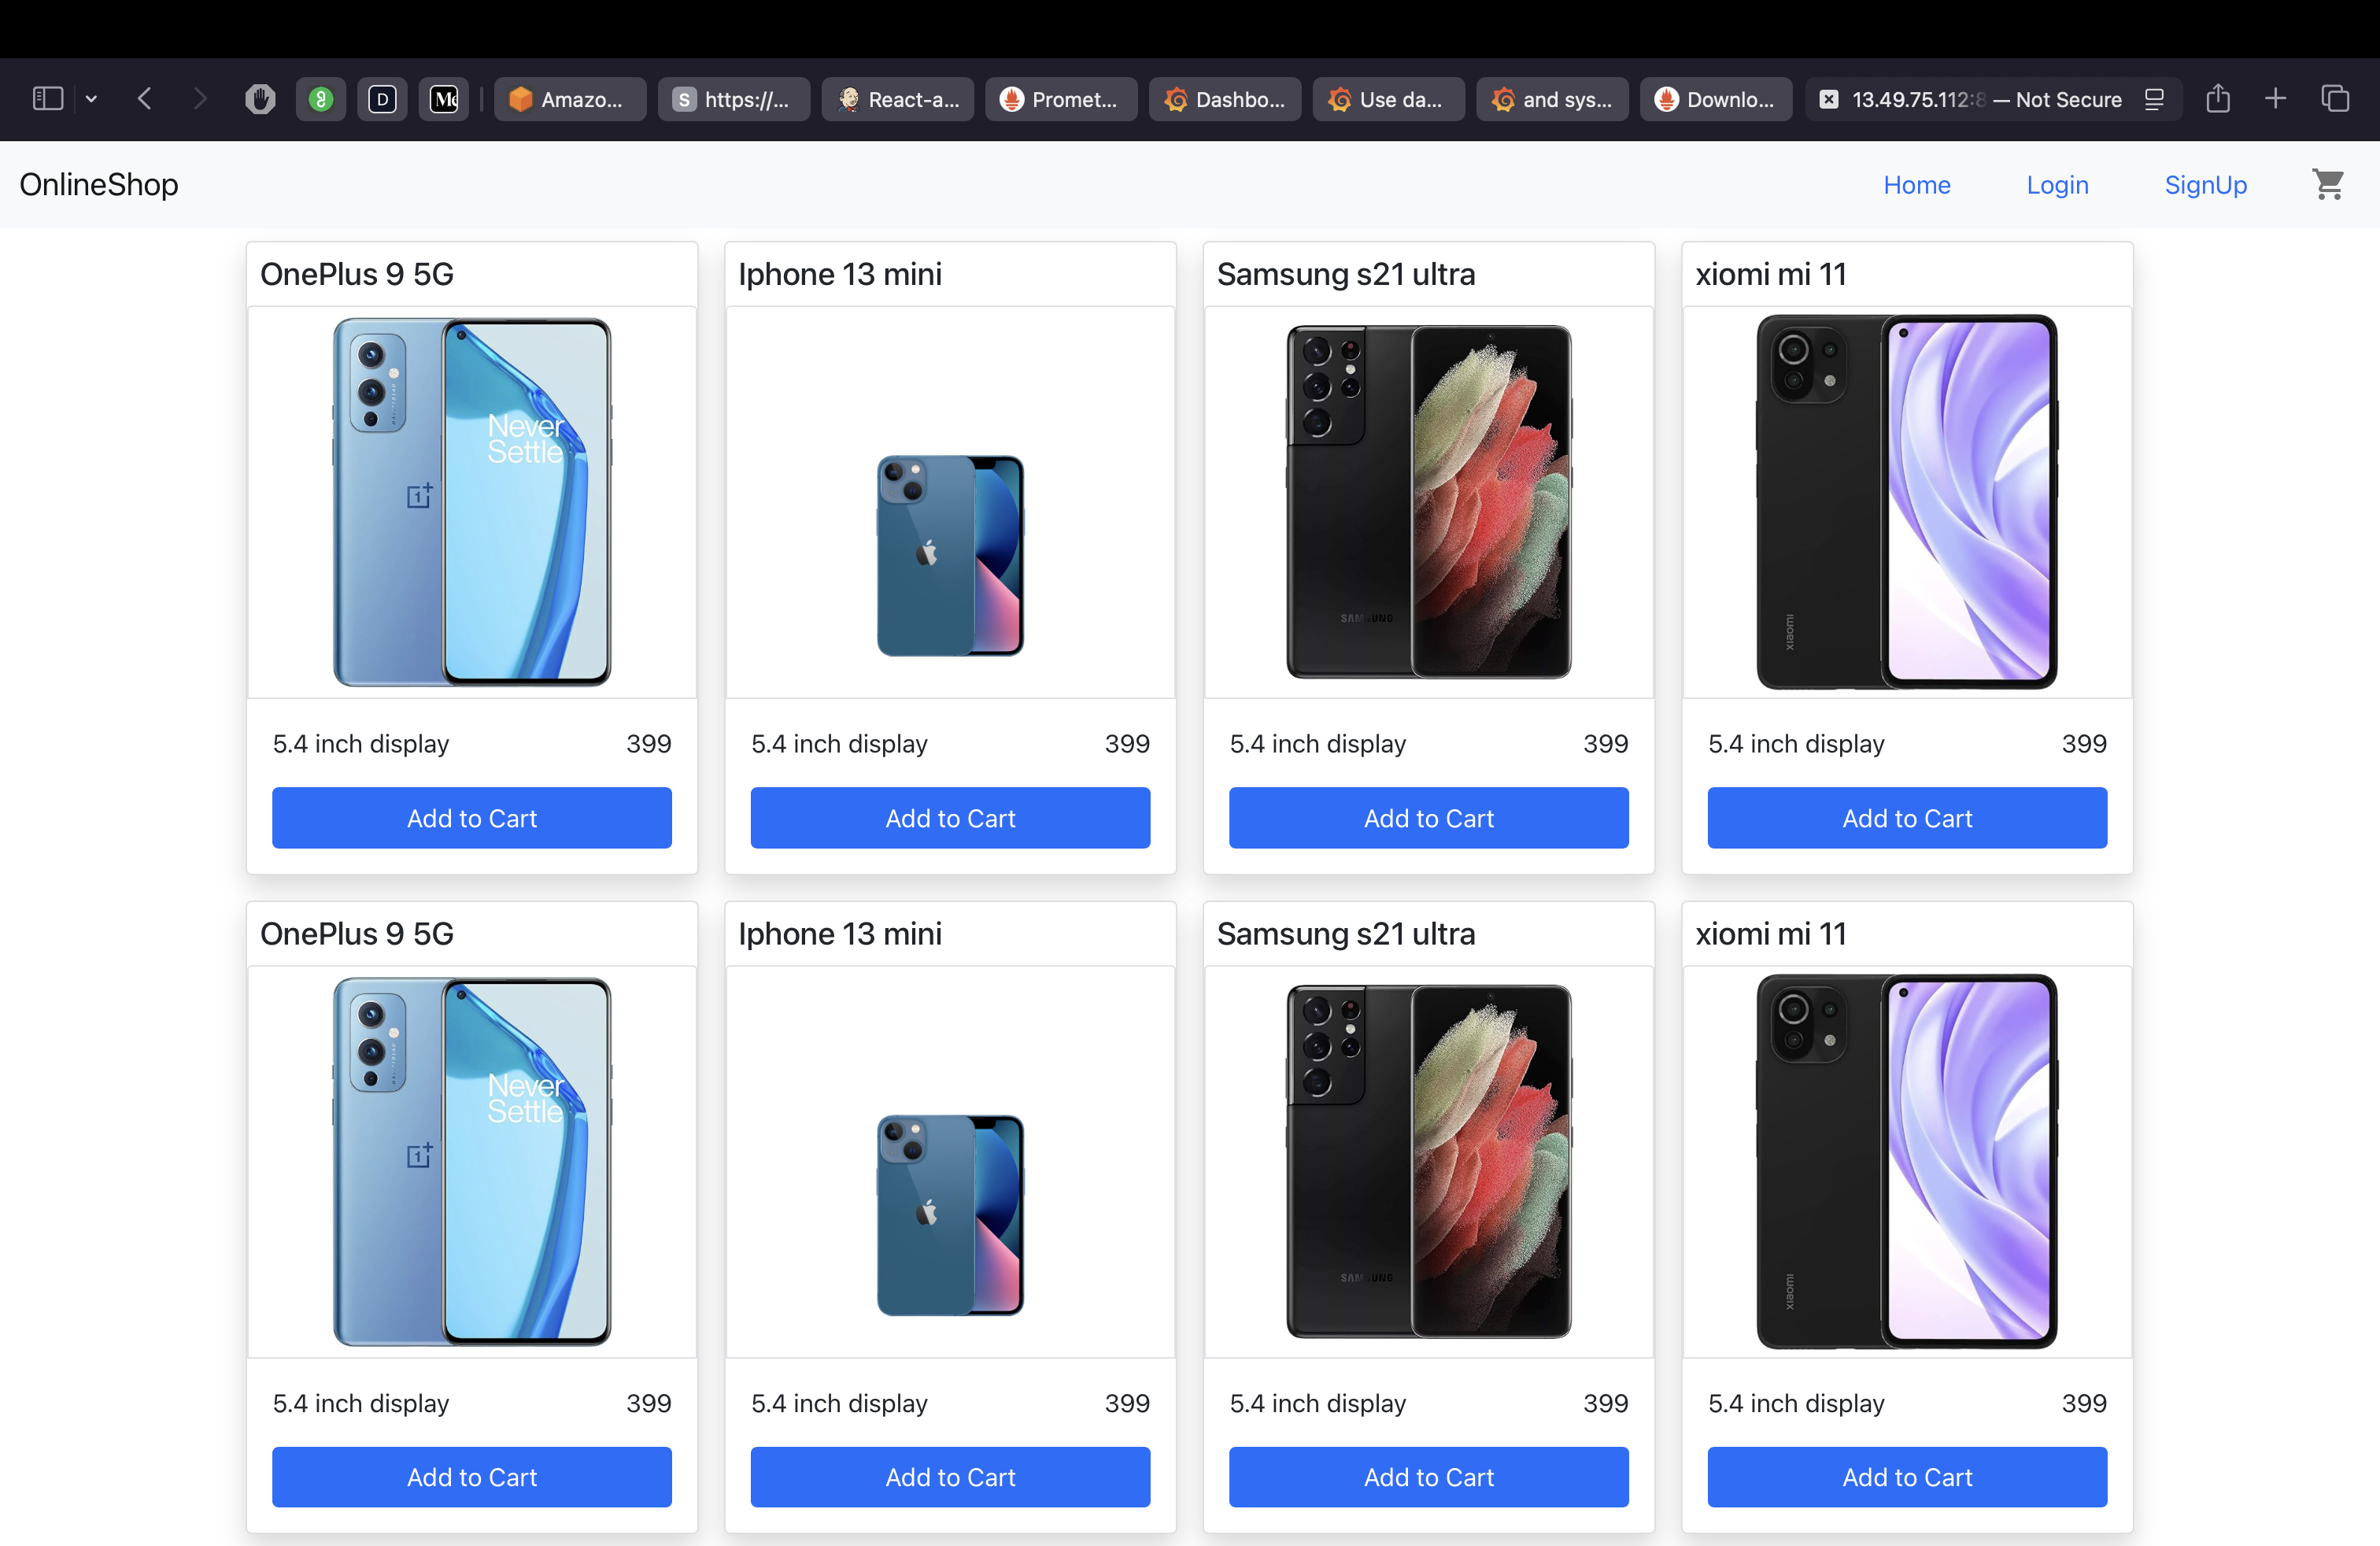 Amazo...
S https://...
React-a...
Promet...
Dashbo...
Use da...
and sys...
Downlo...
13.49.75.112:8 — Not Secure
OnlineShop
Home
Login
SignUp
OnePlus 9 5G
Iphone 13 mini
Samsung s21 ultra
xiomi mi 11
Never
Settle
SAMSUNG
xiaomi
5.4 inch display 399
5.4 inch display 399
5.4 inch display 399
5.4 inch display 399
Add to Cart
Add to Cart
Add to Cart
Add to Cart
OnePlus 9 5G
Iphone 13 mini
Samsung s21 ultra
xiomi mi 11
Never
Settle
SAMSUNG
xiaomi
5.4 inch display 399
5.4 inch display 399
5.4 inch display 399
5.4 inch display 399
Add to Cart
Add to Cart
Add to Cart
Add to Cart